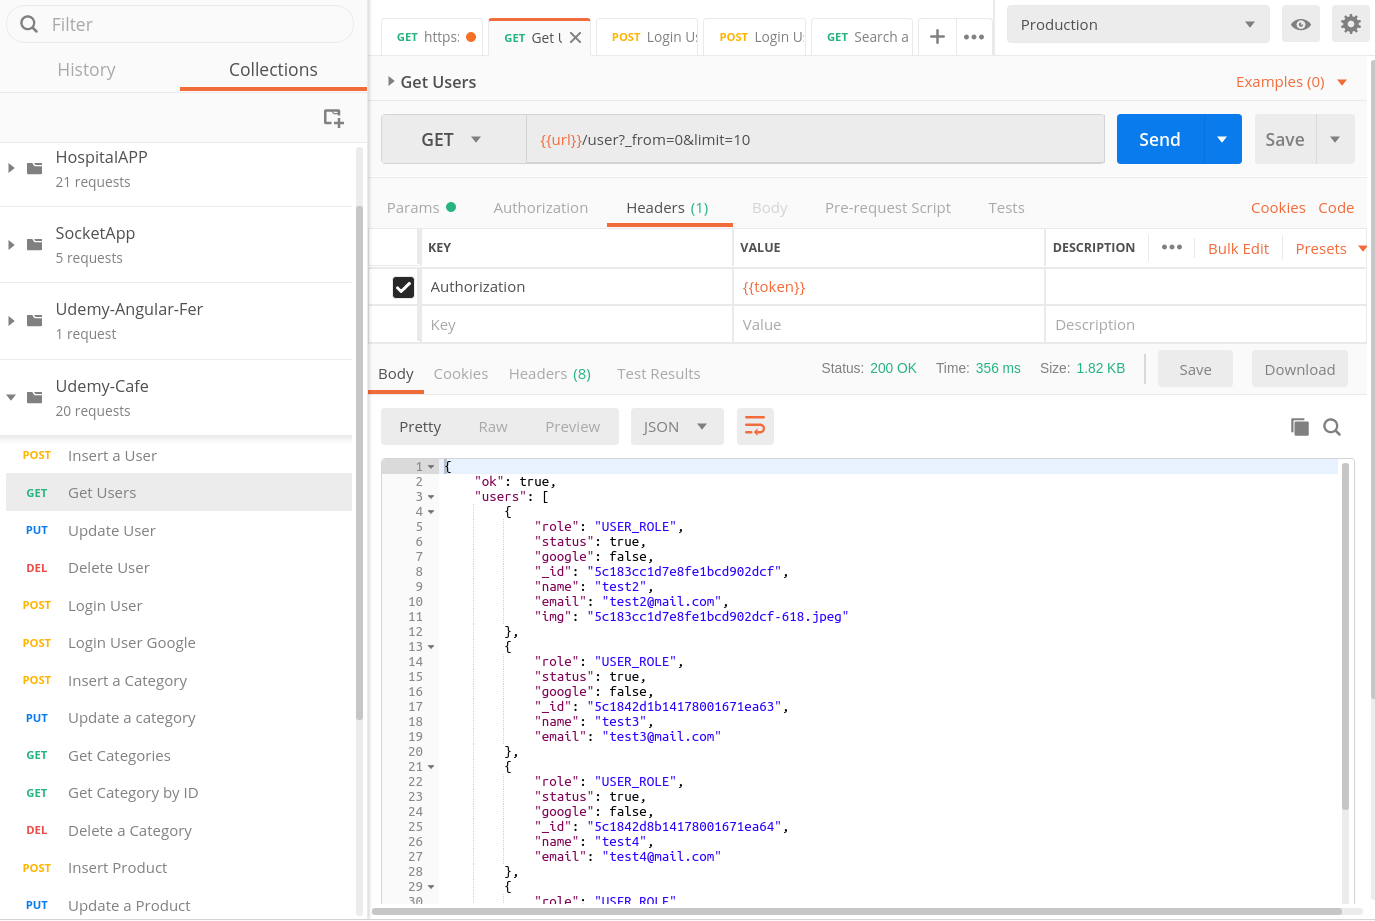 Filter
History
Collections
HospitalAPP
21 requests
SocketApp
5 requests
Udemy-Angular-Fer
1 request
Udemy-Cafe
20 requests
POST Insert a User
GET Get Users
PUT Update User
DEL Delete User
POST Login User
POST Login User Google
POST Insert a Category
PUT Update a category
GET Get Categories
GET Get Category by ID
DEL Delete a Category
POST Insert Product
PUT Update a Product
GET https:
GET Get U
POST Login Us
POST Login U
GET Search a
Production
Get Users
Examples (0)
GET
{{url}}/user?_from=0&limit=10
Send
Save
Params
Authorization
Headers (1)
Body
Pre-request Script
Tests
Cookies
Code
KEY
VALUE
DESCRIPTION
Bulk Edit
Presets
Authorization
{{token}}
Key
Value
Description
Body
Cookies
Headers (8)
Test Results
Status: 200 OK
Time: 356 ms
Size: 1.82 KB
Save
Download
Pretty
Raw
Preview
JSON
1 {
2 "ok": true,
3 "users": [
4 {
5 "role": "USER_ROLE",
6 "status": true,
7 "google": false,
8 "_id": "5c183cc1d7e8fe1bcd902dcf",
9 "name": "test2",
10 "email": "test2@mail.com",
11 "img": "5c183cc1d7e8fe1bcd902dcf-618.jpeg"
12 },
13 {
14 "role": "USER_ROLE",
15 "status": true,
16 "google": false,
17 "_id": "5c1842d1b14178001671ea63",
18 "name": "test3",
19 "email": "test3@mail.com"
20 },
21 {
22 "role": "USER_ROLE",
23 "status": true,
24 "google": false,
25 "_id": "5c1842d8b14178001671ea64",
26 "name": "test4",
27 "email": "test4@mail.com"
28 },
29 {
30 "role": "USER_ROLE"